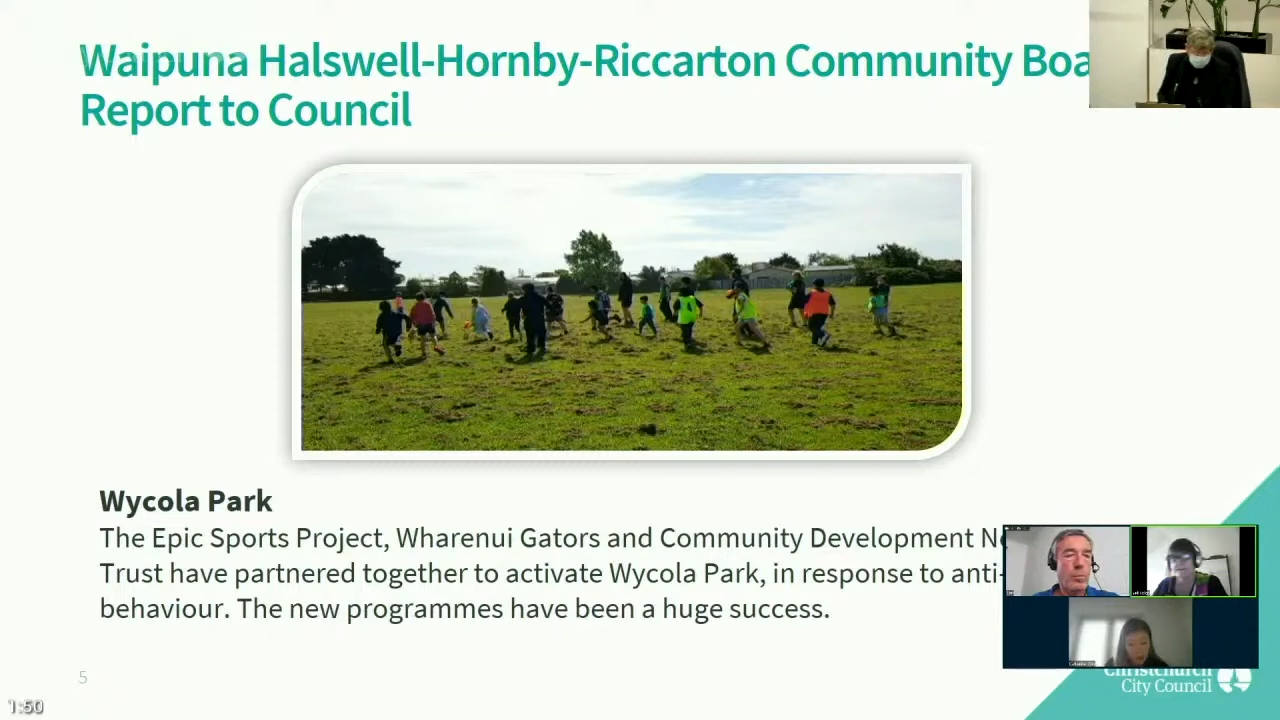 Waipuna Halswell-Hornby-Riccarton Community Boa
Report to Council
Wycola Park
The Epic Sports Project, Wharenui Gators and Community Development Ne
Trust have partnered together to activate Wycola Park, in response to anti-
behaviour. The new programmes have been a huge success.
5
Christchurch
City Council
1:50